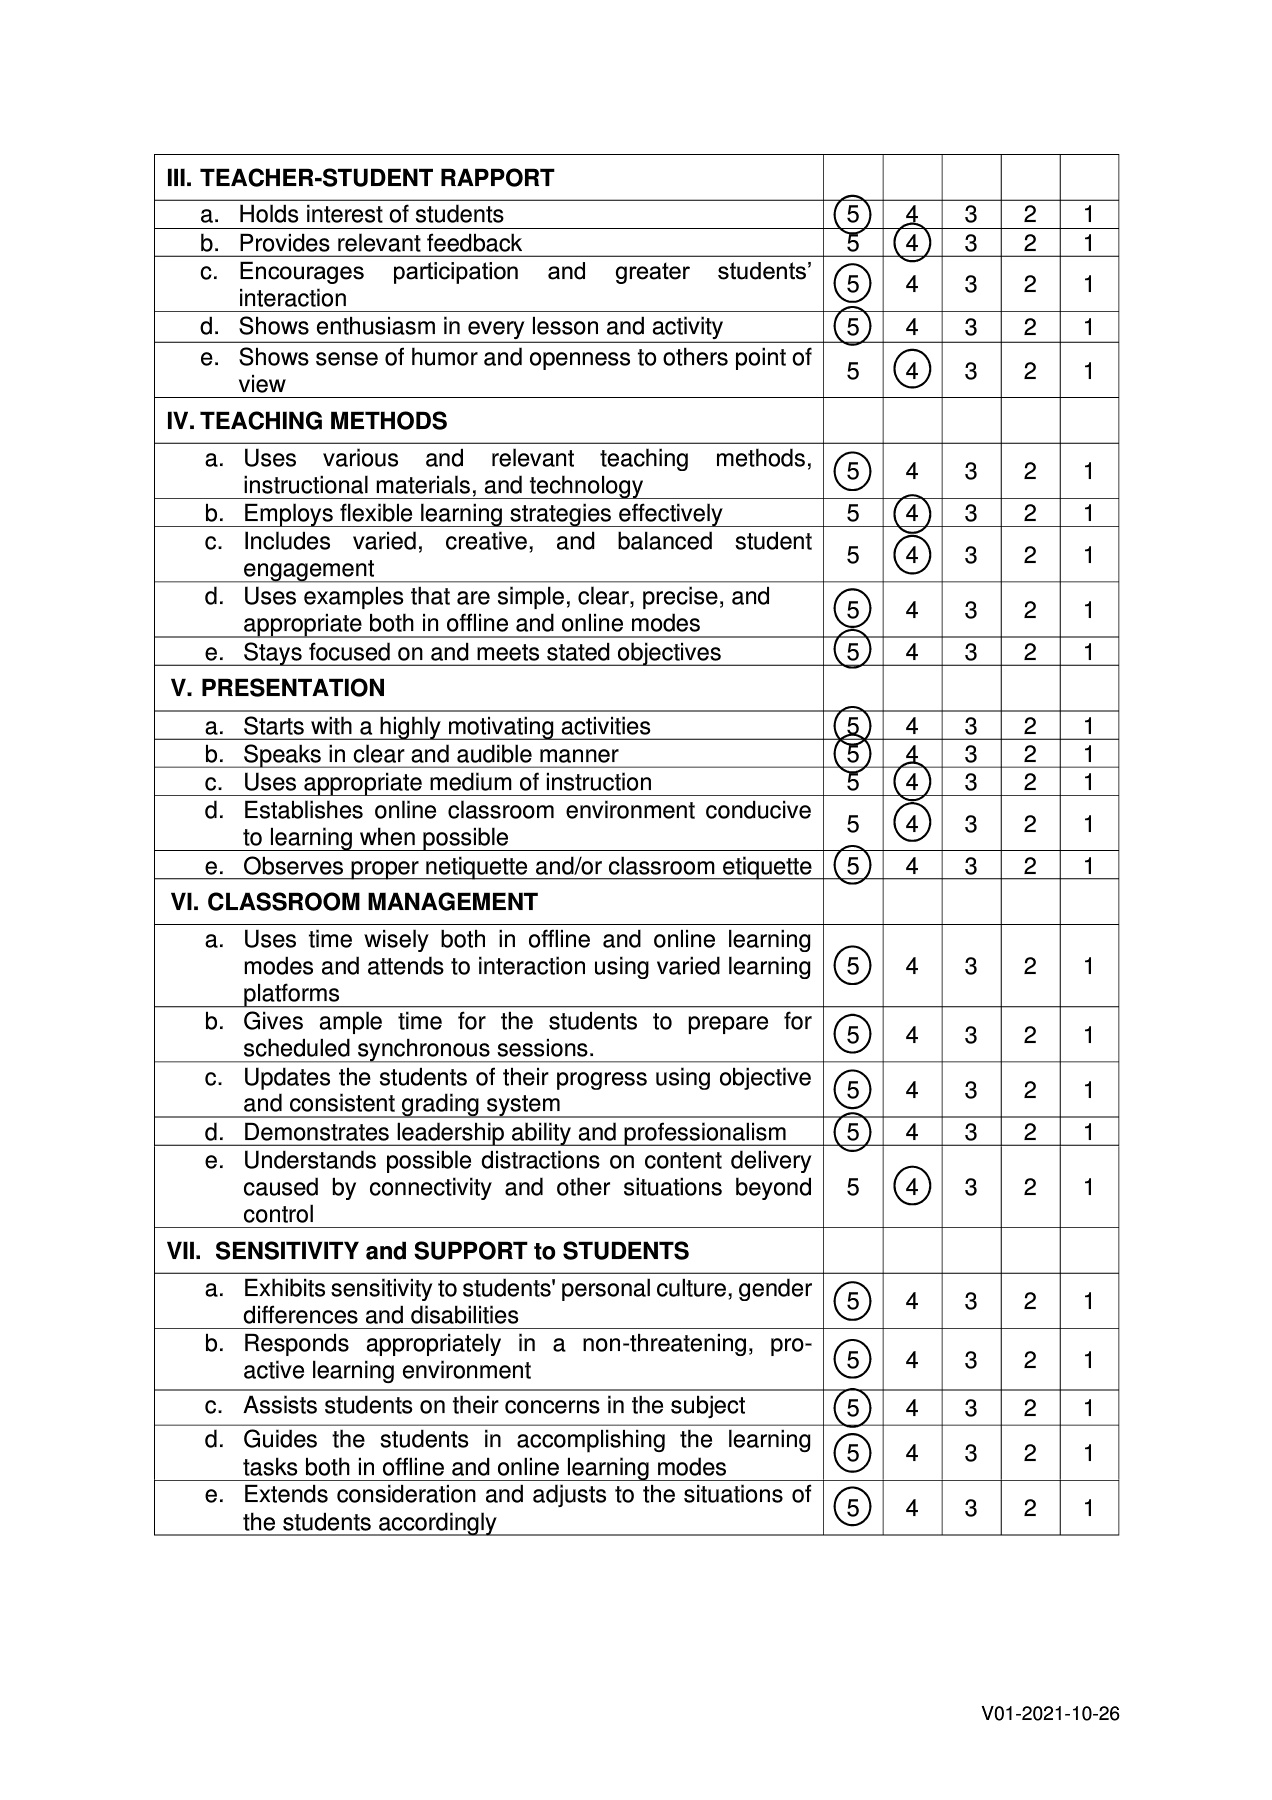 III. TEACHER-STUDENT RAPPORT
a. Holds interest of students 5 4 3 2 1
b. Provides relevant feedback 5 4 3 2 1
c. Encourages participation and greater students’
interaction 5 4 3 2 1
d. Shows enthusiasm in every lesson and activity 5 4 3 2 1
e. Shows sense of humor and openness to others point of
view 5 4 3 2 1
IV. TEACHING METHODS
a. Uses various and relevant teaching methods,
instructional materials, and technology 5 4 3 2 1
b. Employs flexible learning strategies effectively 5 4 3 2 1
c. Includes varied, creative, and balanced student
engagement 5 4 3 2 1
d. Uses examples that are simple, clear, precise, and
appropriate both in offline and online modes 5 4 3 2 1
e. Stays focused on and meets stated objectives 5 4 3 2 1
V. PRESENTATION
a. Starts with a highly motivating activities 5 4 3 2 1
b. Speaks in clear and audible manner 5 4 3 2 1
c. Uses appropriate medium of instruction 5 4 3 2 1
d. Establishes online classroom environment conducive
to learning when possible 5 4 3 2 1
e. Observes proper netiquette and/or classroom etiquette 5 4 3 2 1
VI. CLASSROOM MANAGEMENT
a. Uses time wisely both in offline and online learning
modes and attends to interaction using varied learning 5 4 3 2 1
platforms
b. Gives ample time for the students to prepare for
scheduled synchronous sessions. 5 4 3 2 1
c. Updates the students of their progress using objective
and consistent grading system 5 4 3 2 1
d. Demonstrates leadership ability and professionalism 5 4 3 2 1
e. Understands possible distractions on content delivery
caused by connectivity and other situations beyond 5 4 3 2 1
control
VII. SENSITIVITY and SUPPORT to STUDENTS
a. Exhibits sensitivity to students' personal culture, gender
differences and disabilities 5 4 3 2 1
b. Responds appropriately in a non-threatening, pro-
active learning environment 5 4 3 2 1
c. Assists students on their concerns in the subject 5 4 3 2 1
d. Guides the students in accomplishing the learning
tasks both in offline and online learning modes 5 4 3 2 1
e. Extends consideration and adjusts to the situations of
the students accordingly 5 4 3 2 1
V01-2021-10-26